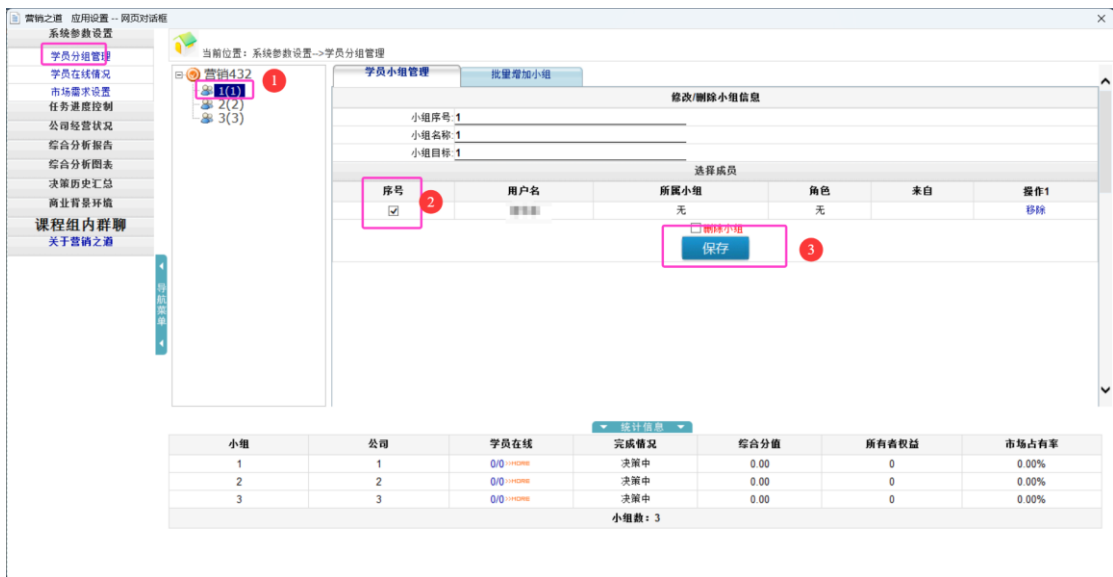 营销之道 应用设置 -- 网页对话框
系统参数设置
学员分组管理
学员在线情况
市场需求设置
任务进度控制
公司经营状况
综合分析报告
综合分析图表
决策历史汇总
商业背景环境
课程组内群聊
关于营销之道
导航菜单
当前位置：系统参数设置-->学员分组管理
营销432
1
1(1)
2(2)
3(3)
学员小组管理 批量增加小组
修改/删除小组信息
小组序号:1
小组名称:1
小组目标:1
选择成员
序号 用户名 所属小组 角色 来自 操作1
2
无 无 移除
删除小组
保存
3
统计信息
小组 公司 学员在线 完成情况 综合分值 所有者权益 市场占有率
1 1 0/0>>HOME 决策中 0.00 0 0.00%
2 2 0/0>>HOME 决策中 0.00 0 0.00%
3 3 0/0>>HOME 决策中 0.00 0 0.00%
小组数：3